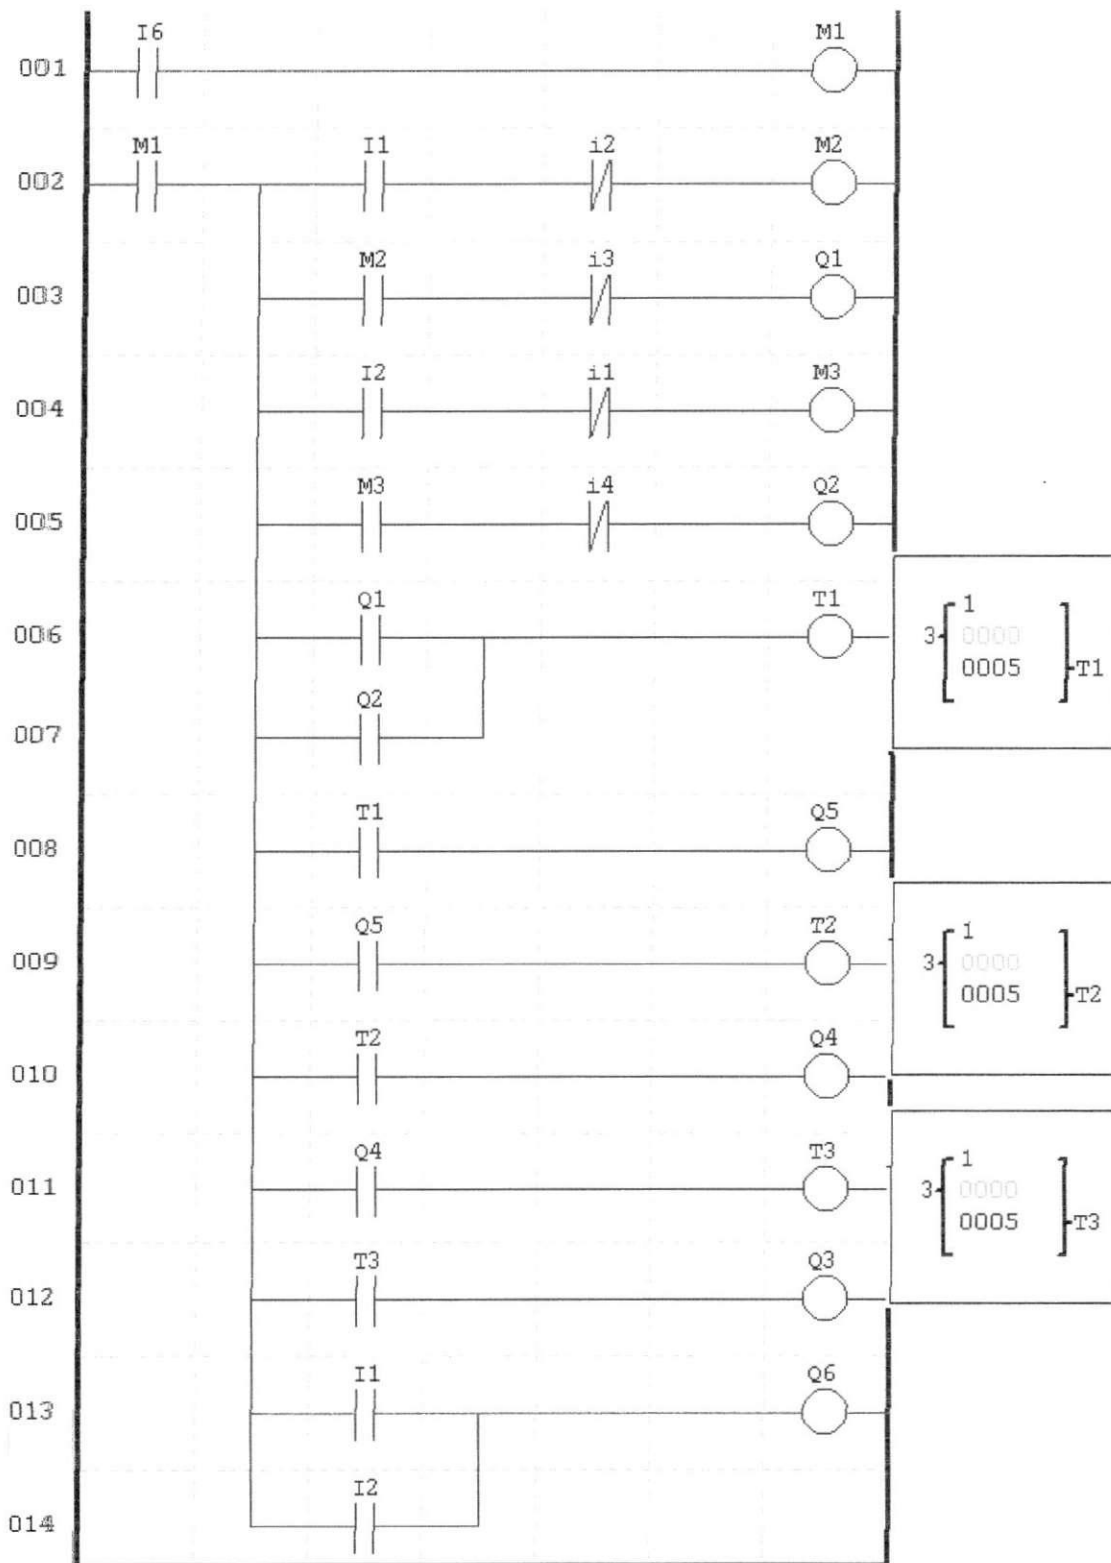 I6 M1
001
M1 I1 i2 M2
002
M2 i3 Q1
003
I2 i1 M3
004
M3 i4 Q2
005
Q1 T1
006
1
3 0000
0005 T1
Q2
007
T1 Q5
008
Q5 T2
009
1
3 0000
0005 T2
T2 Q4
010
Q4 T3
011
1
3 0000
0005 T3
T3 Q3
012
I1 Q6
013
I2
014